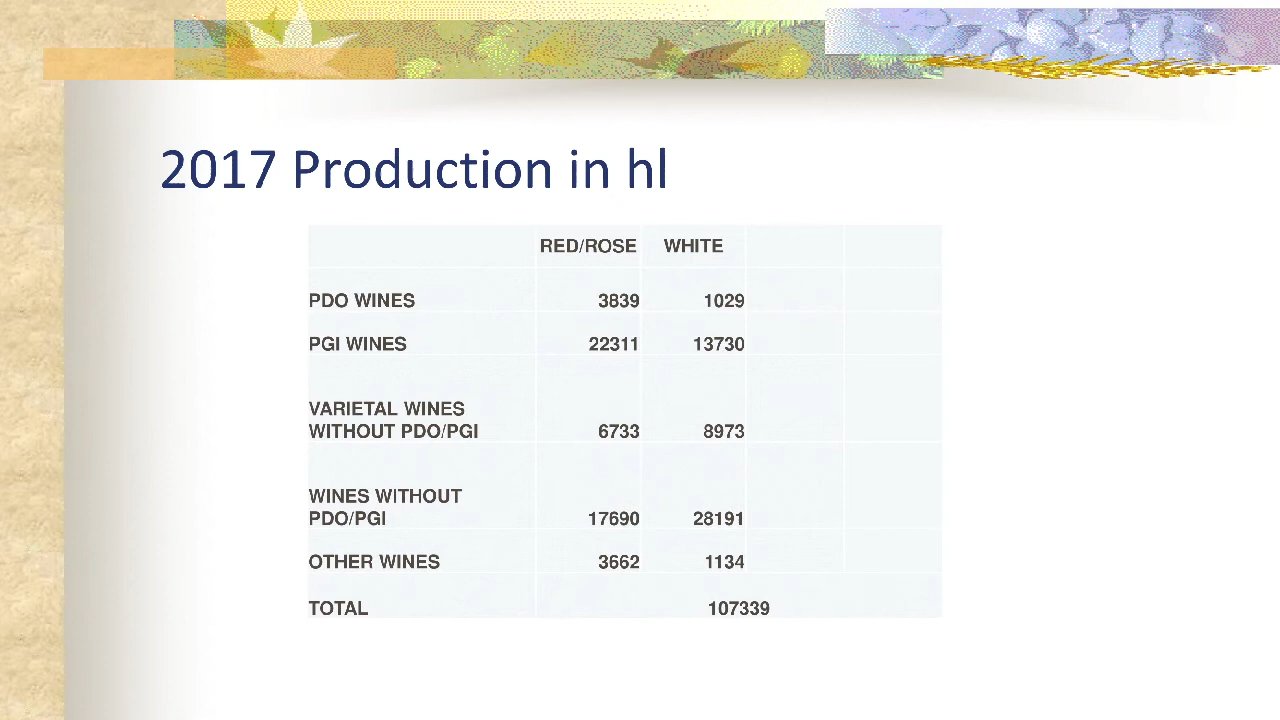 2017 Production in hl
RED/ROSE WHITE
PDO WINES 3839 1029
PGI WINES 22311 13730
VARIETAL WINES
WITHOUT PDO/PGI 6733 8973
WINES WITHOUT
PDO/PGI 17690 28191
OTHER WINES 3662 1134
TOTAL 107339